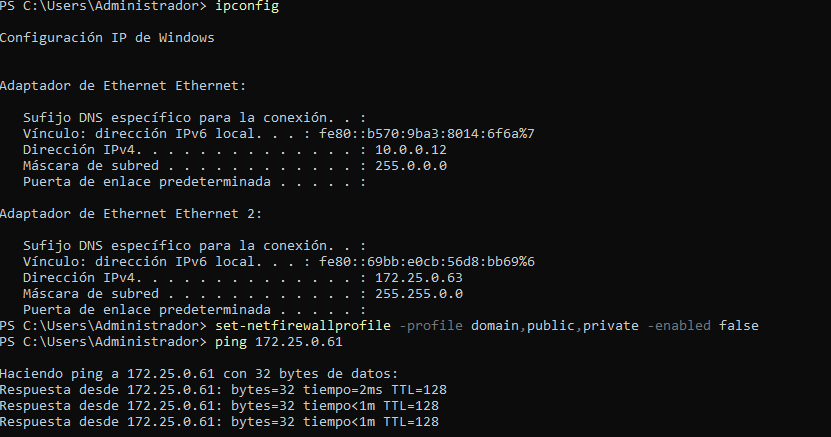 PS C:\Users\Administrador> ipconfig
Configuración IP de Windows
Adaptador de Ethernet Ethernet:
Sufijo DNS específico para la conexión. . :
Vínculo: dirección IPv6 local. . . : fe80::b570:9ba3:8014:6f6a%7
Dirección IPv4. . . . . . . . . . . . . . : 10.0.0.12
Máscara de subred . . . . . . . . . . . . : 255.0.0.0
Puerta de enlace predeterminada . . . . . :
Adaptador de Ethernet Ethernet 2:
Sufijo DNS específico para la conexión. . :
Vínculo: dirección IPv6 local. . . : fe80::69bb:e0cb:56d8:bb69%6
Dirección IPv4. . . . . . . . . . . . . . : 172.25.0.63
Máscara de subred . . . . . . . . . . . . : 255.255.0.0
Puerta de enlace predeterminada . . . . . :
PS C:\Users\Administrador> set-netfirewallprofile -profile domain,public,private -enabled false
PS C:\Users\Administrador> ping 172.25.0.61
Haciendo ping a 172.25.0.61 con 32 bytes de datos:
Respuesta desde 172.25.0.61: bytes=32 tiempo=2ms TTL=128
Respuesta desde 172.25.0.61: bytes=32 tiempo<1m TTL=128
Respuesta desde 172.25.0.61: bytes=32 tiempo<1m TTL=128